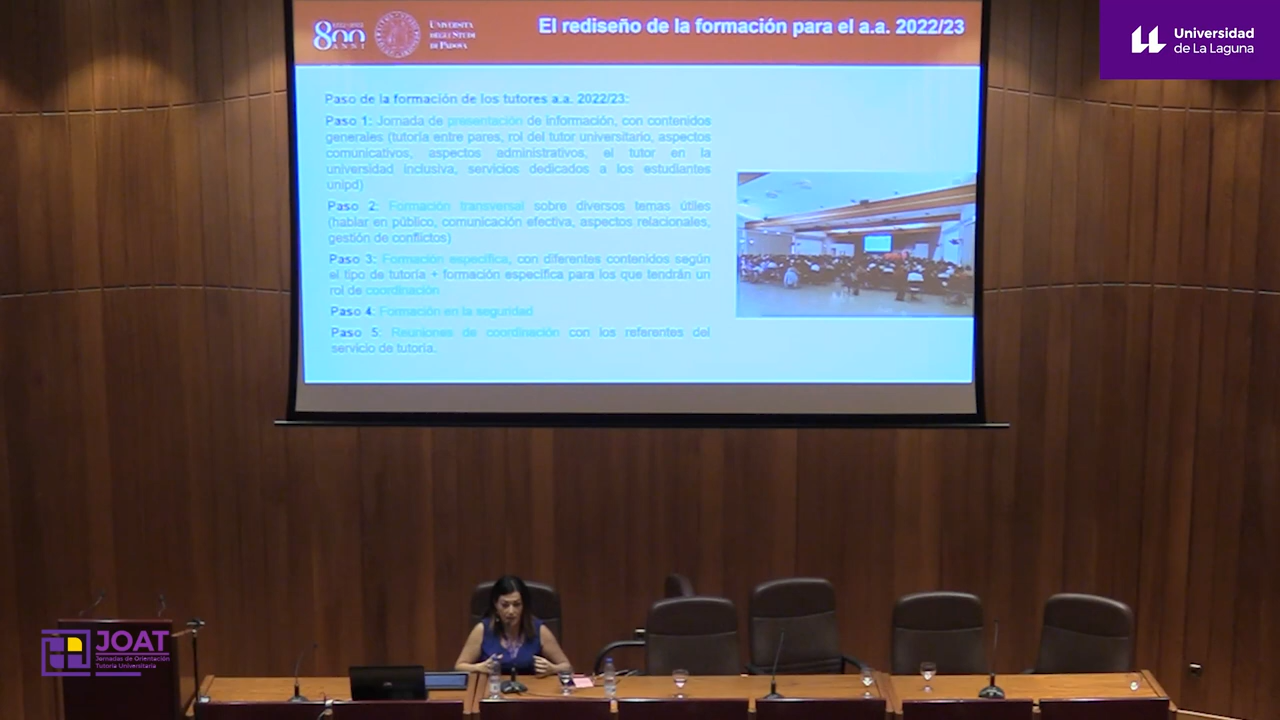 800
1222-2022
ANNI
UNIVERSITÀ
DEGLI STUDI
DI PADOVA
El rediseño de la formación para el a.a. 2022/23
Universidad
de La Laguna
Paso de la formación de los tutores a.a. 2022/23:
Paso 1: Jornada de presentación de información, con contenidos
generales (tutoría entre pares, rol del tutor universitario, aspectos
comunicativos, aspectos administrativos, el tutor en la
universidad inclusiva, servicios dedicados a los estudiantes
unipd)
Paso 2: Formación transversal sobre diversos temas útiles
(hablar en público, comunicación efectiva, aspectos relacionales,
gestión de conflictos)
Paso 3: Formación específica, con diferentes contenidos según
el tipo de tutoría + formación específica para los que tendrán un
rol de coordinación
Paso 4: Formación en la seguridad
Paso 5: Reuniones de coordinación con los referentes del
servicio de tutoría.
JOAT
Jornadas de Orientación
Tutoría Universitaria